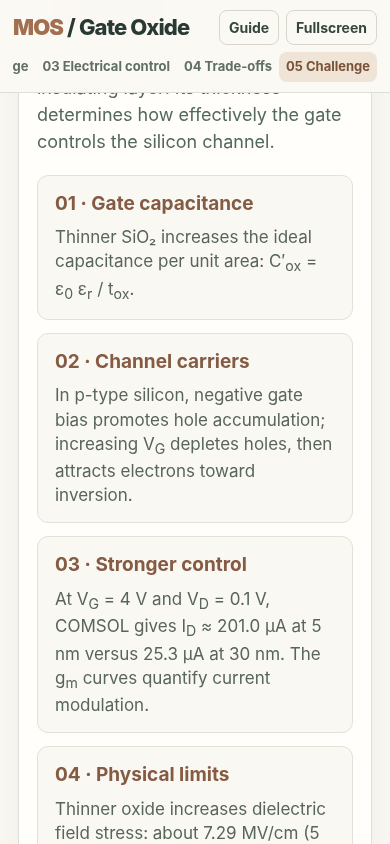 MOS / Gate Oxide
Guide
Fullscreen
ge 03 Electrical control 04 Trade-offs 05 Challenge
determines how effectively the gate
controls the silicon channel.
01 · Gate capacitance
Thinner SiO₂ increases the ideal
capacitance per unit area: C′ox =
ε0 εr / tox.
02 · Channel carriers
In p-type silicon, negative gate
bias promotes hole accumulation;
increasing VG depletes holes, then
attracts electrons toward
inversion.
03 · Stronger control
At VG = 4 V and VD = 0.1 V,
COMSOL gives ID ≈ 201.0 µA at 5
nm versus 25.3 µA at 30 nm. The
gm curves quantify current
modulation.
04 · Physical limits
Thinner oxide increases dielectric
field stress: about 7.29 MV/cm (5